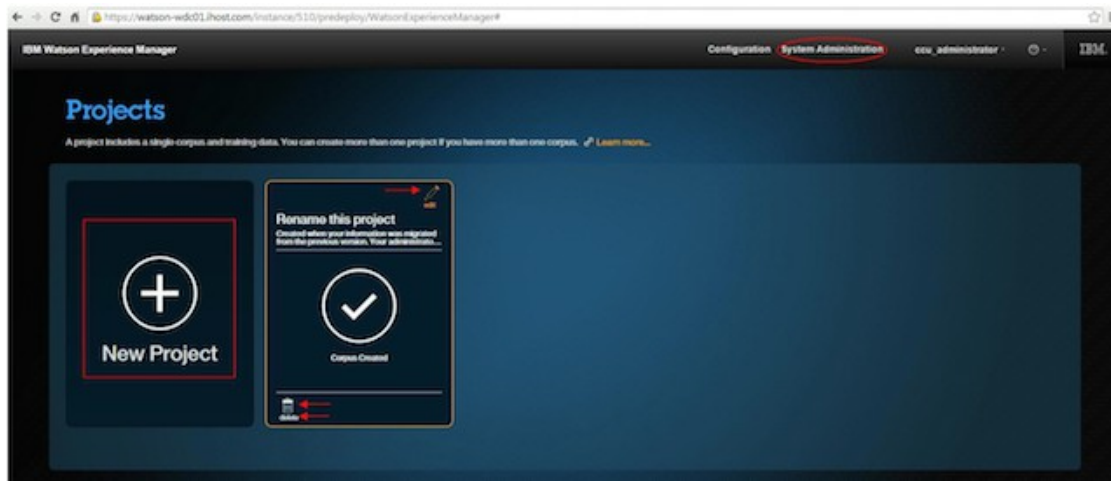 https://watson-wdc01.ihost.com/instance/510/predeploy/WatsonExperienceManager#
IBM Watson Experience Manager
Configuration
System Administration
ccu_administrator
IBM.
Projects
A project includes a single corpus and training data. You can create more than one project if you have more than one corpus.
Learn more...
edit
Rename this project
Created when your information was migrated
from the previous version. Your administrato...
New Project
Corpus Created
delete